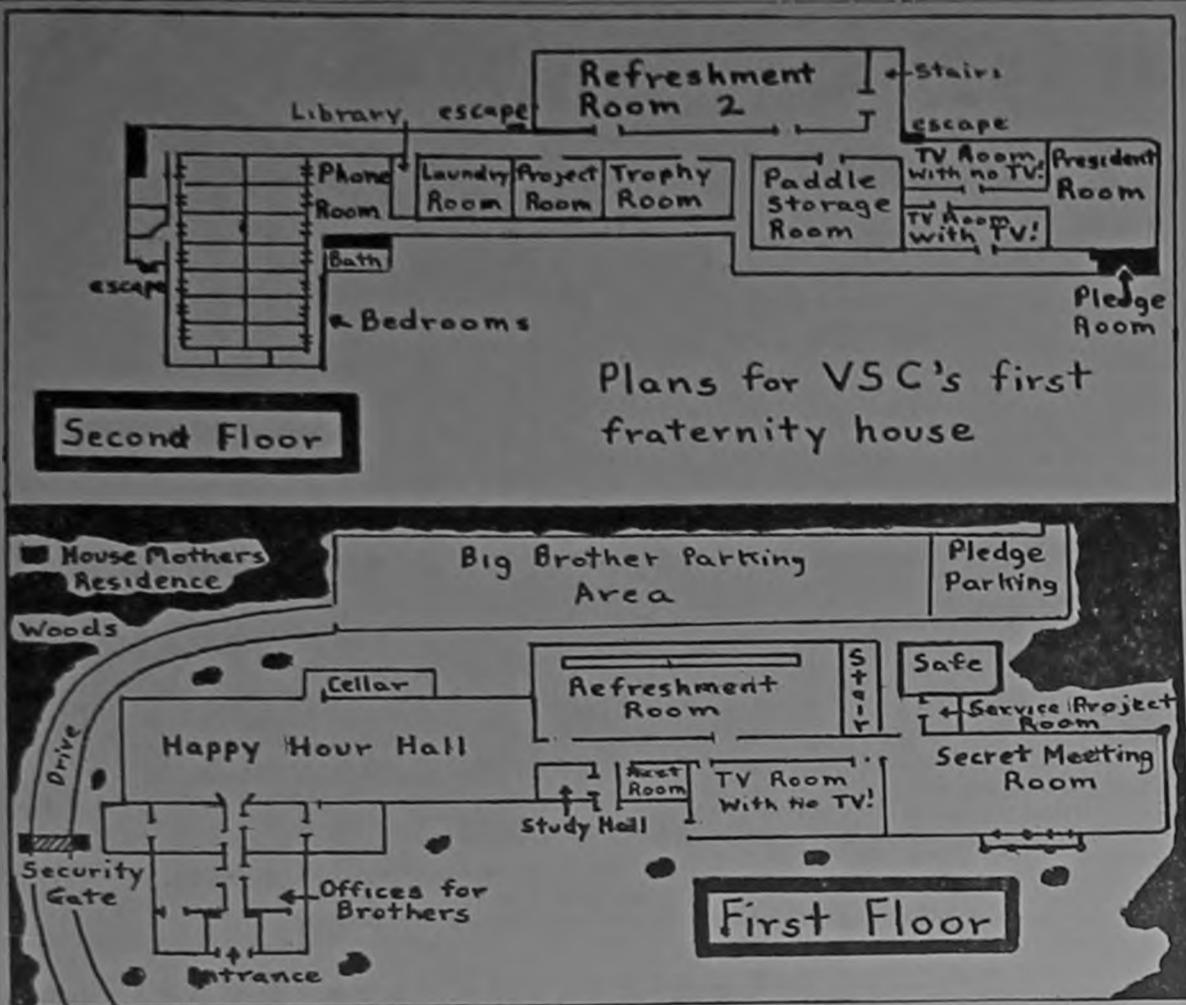 Refreshment
Room 2
Stairs
Library
escape
escape
Phone
Room
Laundry
Room
Project
Room
Trophy
Room
Paddle
Storage
Room
TV Room
with no TV!
TV Room
with TV!
President
Room
Bath
escape
Bedrooms
Pledge
Room
Plans for VSC's first
fraternity house
Second Floor
House Mothers
Residence
Woods
Big Brother Parking
Area
Pledge
Parking
Drive
Cellar
Happy Hour Hall
Refreshment
Room
Stair
Safe
Service Project
Room
Secret Meeting
Room
Room
TV Room
With No TV!
Study Hall
Security
Gate
Offices for
Brothers
Entrance
First Floor